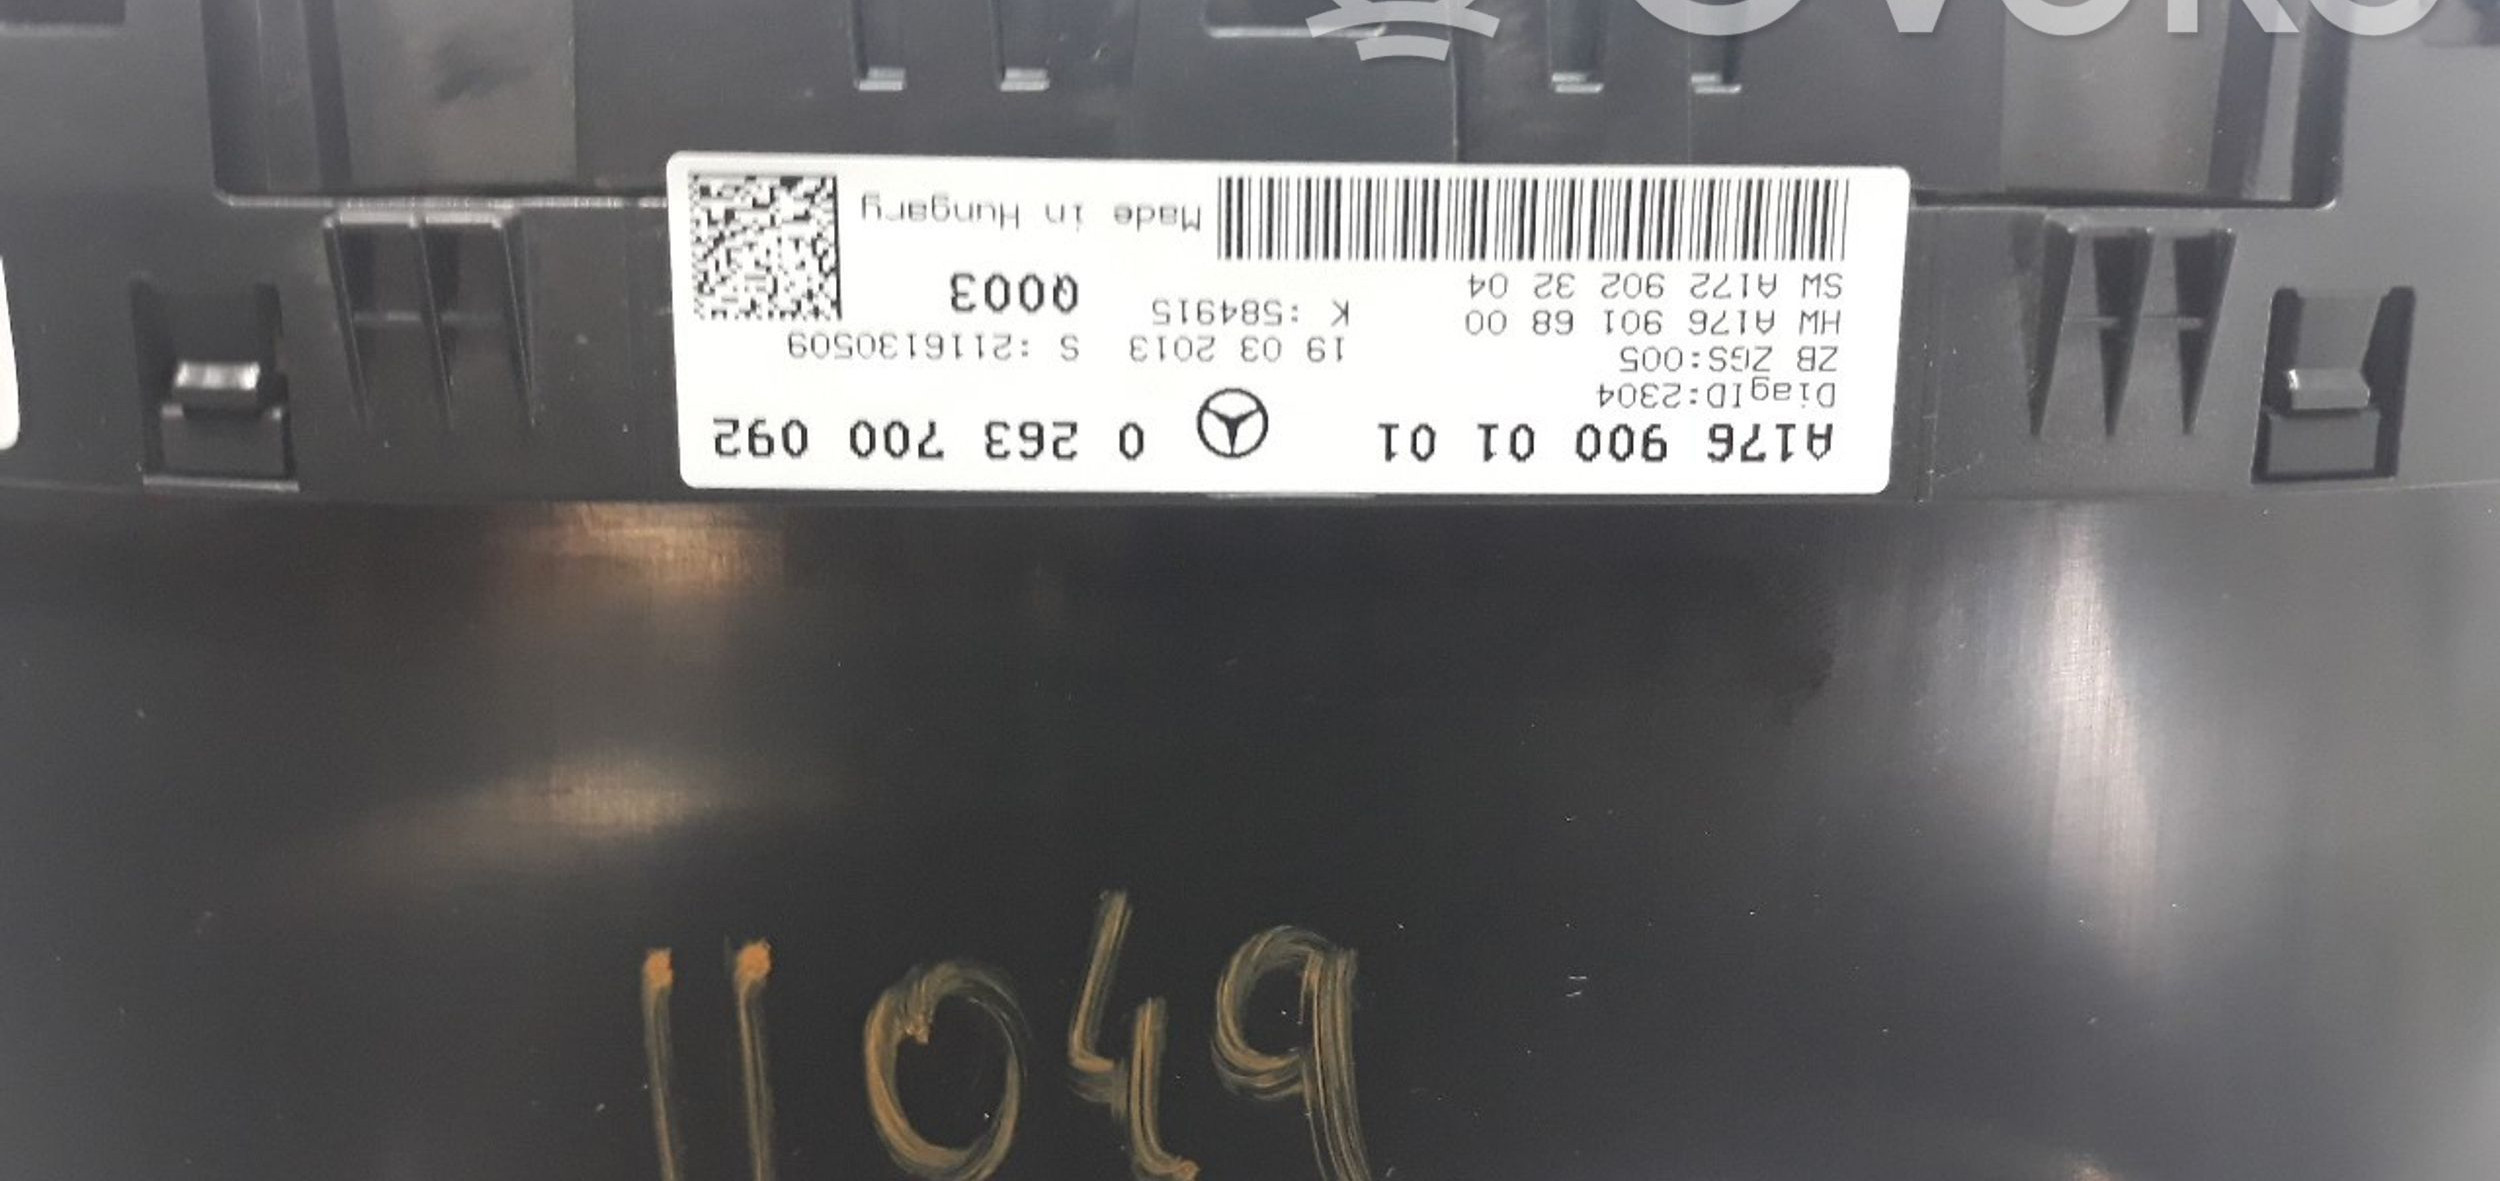 A176 900 01 01 0 263 700 092
DiagID:2304
ZB ZGS:005
19 03 2013 S :2116130509
HW A176 901 68 00
K :584915
SW A172 902 32 04
Q003
Made in Hungary
11049